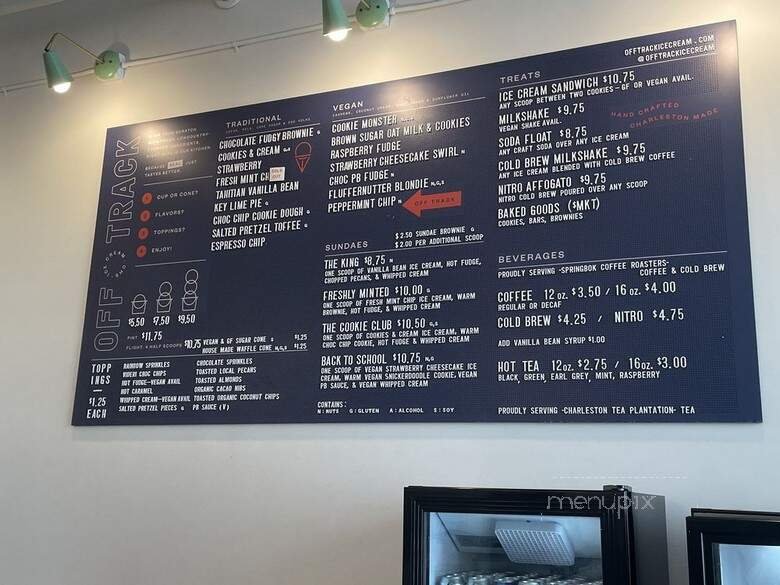 OFF TRACK
ICE CREAM
CUP OR CONE?
FLAVORS?
TOPPINGS?
ENJOY!
$5.50 $7.50 $9.50
PINT $11.75
FLIGHT: 4 HALF SCOOPS $10.75
VEGAN & GF SUGAR CONE $1.25
HOUSE MADE WAFFLE CONE N,G,S $1.25
TOPPINGS
$1.25
EACH
RAINBOW SPRINKLES
CHOC CHIPS
HOT FUDGE-VEGAN AVAIL
HOT CARAMEL
WHIPPED CREAM-VEGAN AVAIL
SALTED PRETZEL PIECES G
CHOCOLATE SPRINKLES
TOASTED LOCAL PECANS
TOASTED ALMONDS
ORGANIC CACAO NIBS
TOASTED ORGANIC COCONUT CHIPS
PB SAUCE (V)
TRADITIONAL
CHOCOLATE FUDGY BROWNIE G
COOKIES & CREAM G,S
STRAWBERRY
FRESH MINT CH
SOLD OUT
TAHITIAN VANILLA BEAN
KEY LIME PIE G
CHOC CHIP COOKIE DOUGH G
SALTED PRETZEL TOFFEE G
ESPRESSO CHIP
VEGAN
COOKIE MONSTER
BROWN SUGAR OAT MILK & COOKIES
RASPBERRY FUDGE
STRAWBERRY CHEESECAKE SWIRL N
CHOC PB FUDGE N
FLUFFERNUTTER BLONDIE N,G,S
PEPPERMINT CHIP N
OFF TRACK
$2.50 SUNDAE BROWNIE G
$2.00 PER ADDITIONAL SCOOP
SUNDAES
THE KING $8.75 N
ONE SCOOP OF VANILLA BEAN ICE CREAM, HOT FUDGE,
CHOPPED PECANS, & WHIPPED CREAM
FRESHLY MINTED $10.00 G
ONE SCOOP OF FRESH MINT CHIP ICE CREAM, WARM
BROWNIE, HOT FUDGE, & WHIPPED CREAM
THE COOKIE CLUB $10.50 G,S
ONE SCOOP OF COOKIES & CREAM ICE CREAM, WARM
CHOC CHIP COOKIE, HOT FUDGE & WHIPPED CREAM
BACK TO SCHOOL $10.75 N,G
ONE SCOOP OF VEGAN STRAWBERRY CHEESECAKE ICE
CREAM, WARM VEGAN SNICKERDOODLE COOKIE, VEGAN
PB SAUCE, & VEGAN WHIPPED CREAM
CONTAINS:
N: NUTS G: GLUTEN A: ALCOHOL S: SOY
OFFTRACKICECREAM.COM
@OFFTRACKICECREAM
TREATS
ICE CREAM SANDWICH $10.75
ANY SCOOP BETWEEN TWO COOKIES-GF OR VEGAN AVAIL.
MILKSHAKE $9.75
VEGAN SHAKE AVAIL.
HAND CRAFTED
CHARLESTON MADE
SODA FLOAT $8.75
ANY CRAFT SODA OVER ANY ICE CREAM
COLD BREW MILKSHAKE $9.75
ANY ICE CREAM BLENDED WITH COLD BREW COFFEE
NITRO AFFOGATO $9.75
NITRO COLD BREW POURED OVER ANY SCOOP
BAKED GOODS ($MKT)
COOKIES, BARS, BROWNIES
BEVERAGES
PROUDLY SERVING -SPRINGBOK COFFEE ROASTERS-
COFFEE & COLD BREW
COFFEE 12 oz. $3.50 / 16 oz. $4.00
REGULAR OR DECAF
COLD BREW $4.25 / NITRO $4.75
ADD VANILLA BEAN SYRUP $1.00
HOT TEA 12oz. $2.75 / 16oz. $3.00
BLACK, GREEN, EARL GREY, MINT, RASPBERRY
PROUDLY SERVING -CHARLESTON TEA PLANTATION- TEA
menupix